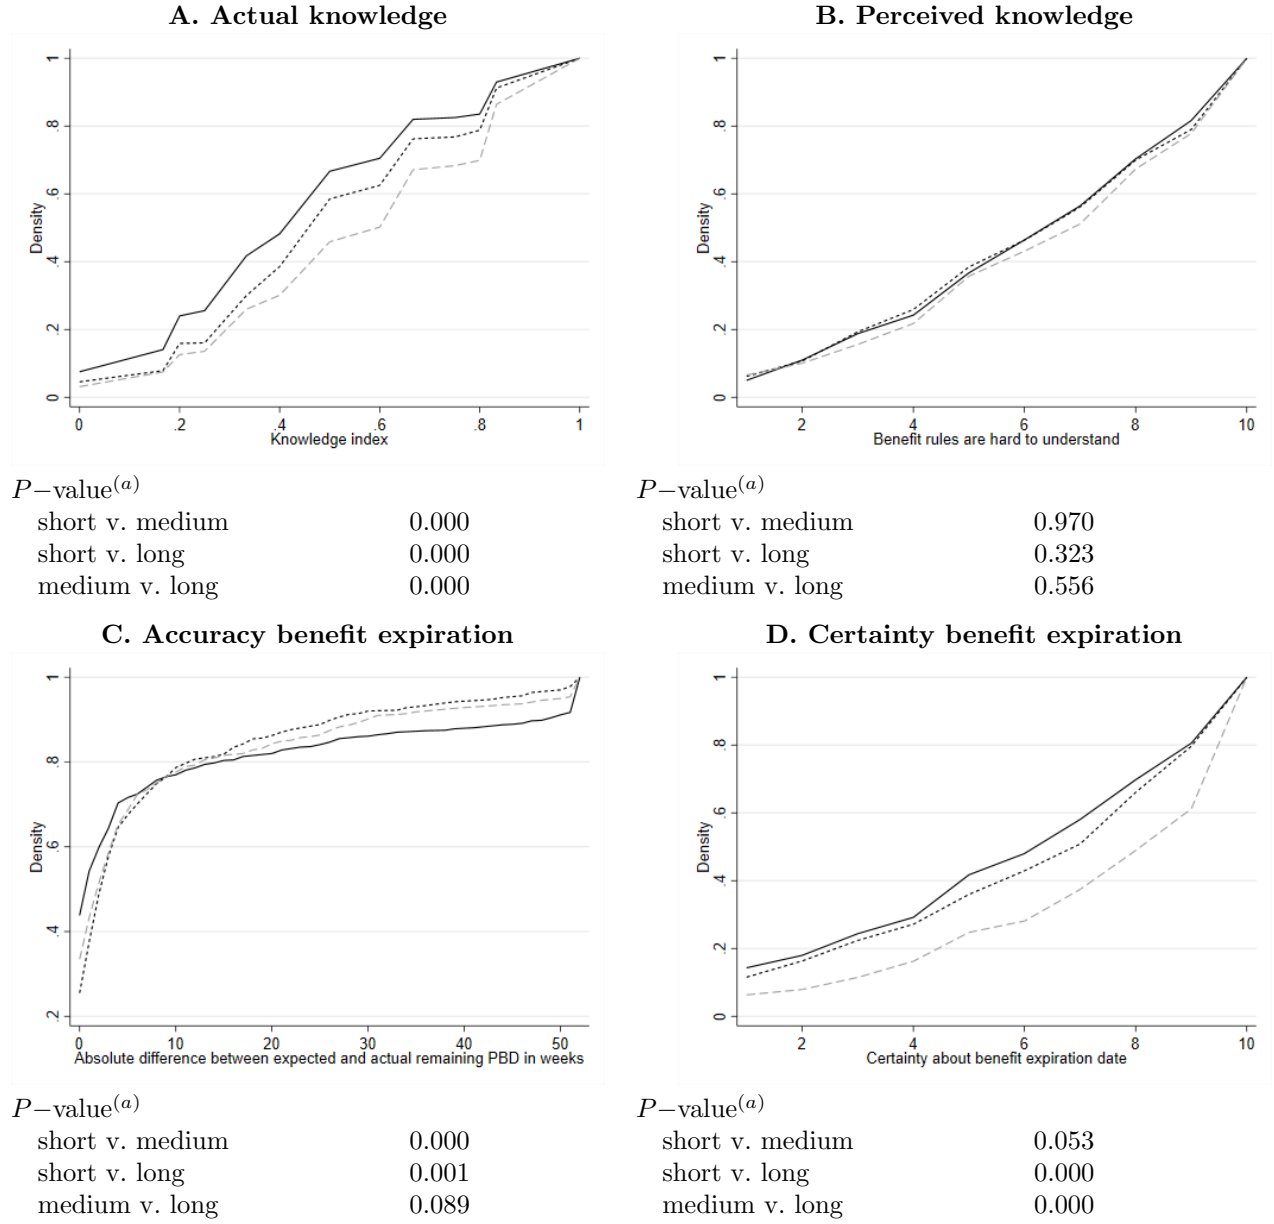 A. Actual knowledge
Density
0 .2 .4 .6 .8 1
0 .2 .4 .6 .8 1
Knowledge index
P−value(a)
short v. medium 0.000
short v. long 0.000
medium v. long 0.000
B. Perceived knowledge
Density
0 .2 .4 .6 .8 1
2 4 6 8 10
Benefit rules are hard to understand
P−value(a)
short v. medium 0.970
short v. long 0.323
medium v. long 0.556
C. Accuracy benefit expiration
Density
.2 .4 .6 .8 1
0 10 20 30 40 50
Absolute difference between expected and actual remaining PBD in weeks
P−value(a)
short v. medium 0.000
short v. long 0.001
medium v. long 0.089
D. Certainty benefit expiration
Density
0 .2 .4 .6 .8 1
2 4 6 8 10
Certainty about benefit expiration date
P−value(a)
short v. medium 0.053
short v. long 0.000
medium v. long 0.000